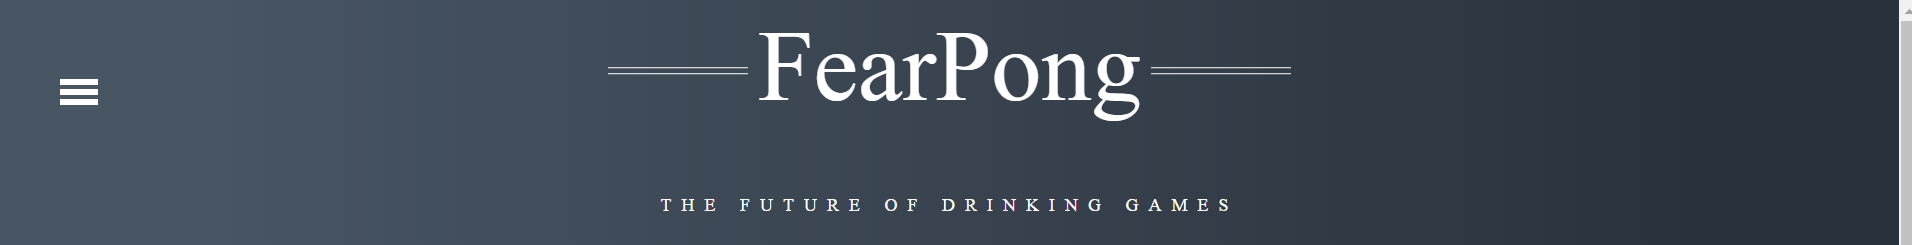 FearPong
THE FUTURE OF DRINKING GAMES